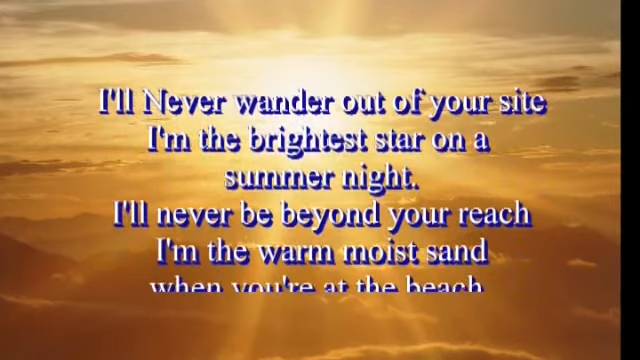 I'll Never wander out of your site
I'm the brightest star on a
summer night.
I'll never be beyond your reach
I'm the warm moist sand
when you're at the beach